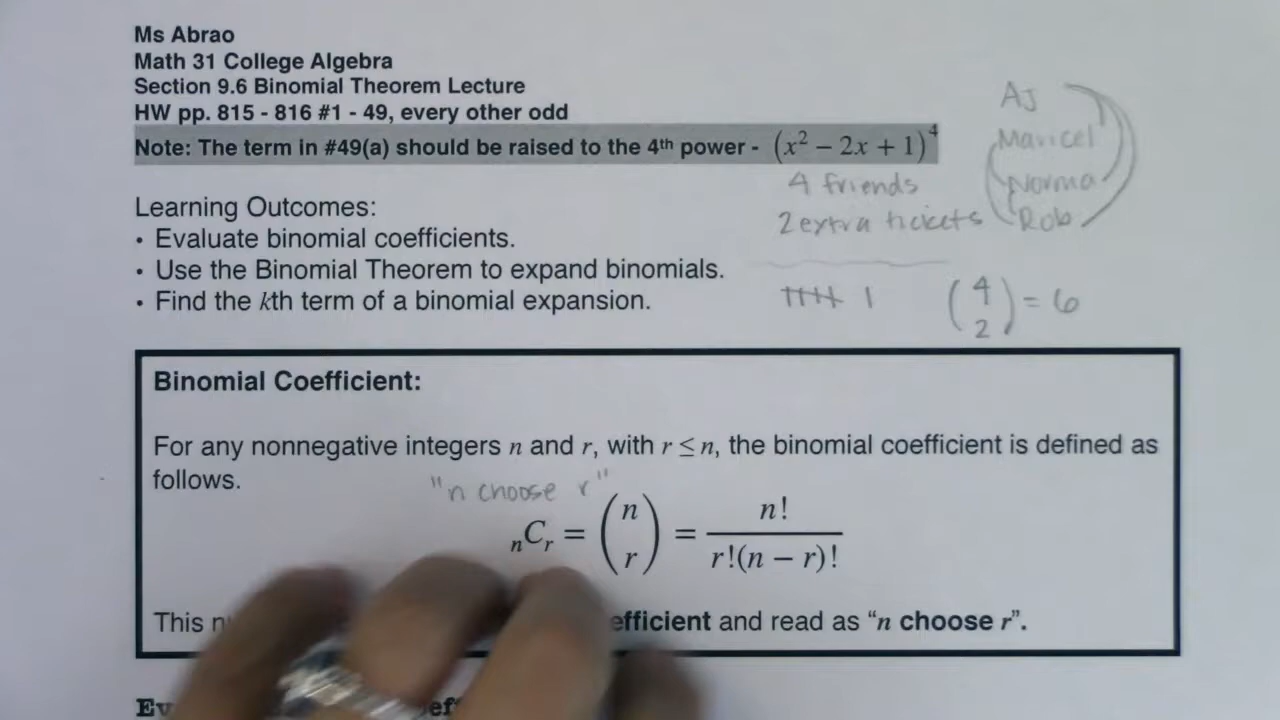 Ms Abrao
Math 31 College Algebra
Section 9.6 Binomial Theorem Lecture
HW pp. 815 - 816 #1 - 49, every other odd
Note: The term in #49(a) should be raised to the 4th power - (x² − 2x + 1)⁴
AJ
Maricel
Norma
Rob
4 friends
2 extra tickets
Learning Outcomes:
• Evaluate binomial coefficients.
• Use the Binomial Theorem to expand binomials.
• Find the kth term of a binomial expansion.
(4 2) = 6
Binomial Coefficient:
For any nonnegative integers n and r, with r ≤ n, the binomial coefficient is defined as
follows.
"n choose r"
nCr = (n r) = n! / r!(n − r)!
This efficient and read as “n choose r”.